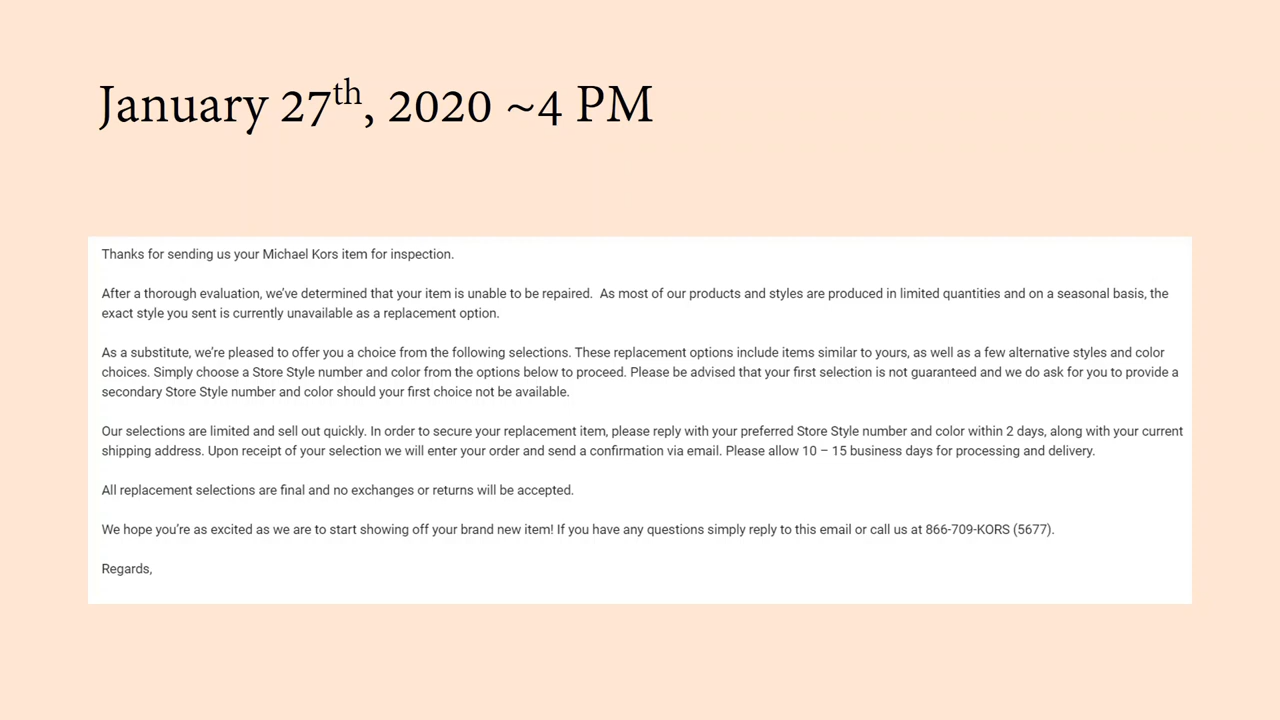 January 27th, 2020 ~4 PM
Thanks for sending us your Michael Kors item for inspection.
After a thorough evaluation, we’ve determined that your item is unable to be repaired.  As most of our products and styles are produced in limited quantities and on a seasonal basis, the
exact style you sent is currently unavailable as a replacement option.
As a substitute, we’re pleased to offer you a choice from the following selections. These replacement options include items similar to yours, as well as a few alternative styles and color
choices. Simply choose a Store Style number and color from the options below to proceed. Please be advised that your first selection is not guaranteed and we do ask for you to provide a
secondary Store Style number and color should your first choice not be available.
Our selections are limited and sell out quickly. In order to secure your replacement item, please reply with your preferred Store Style number and color within 2 days, along with your current
shipping address. Upon receipt of your selection we will enter your order and send a confirmation via email. Please allow 10 – 15 business days for processing and delivery.
All replacement selections are final and no exchanges or returns will be accepted.
We hope you’re as excited as we are to start showing off your brand new item! If you have any questions simply reply to this email or call us at 866-709-KORS (5677).
Regards,